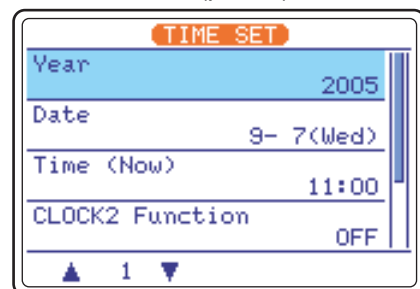 TIME SET
Year
2005
Date
9- 7(Wed)
Time (Now)
11:00
CLOCK2 Function
OFF
▲ 1 ▼